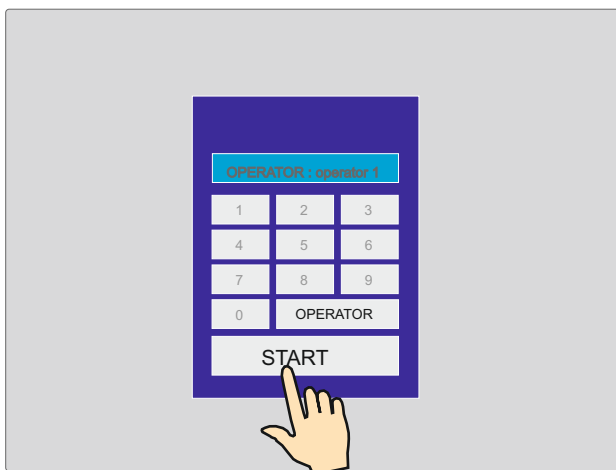 OPERATOR : operator 1
1 2 3
4 5 6
7 8 9
0 OPERATOR
START